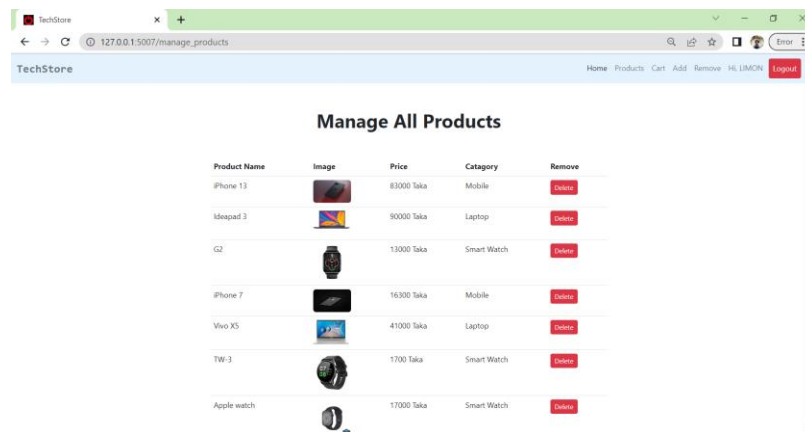 TechStore
127.0.0.1:5007/manage_products
Error
TechStore Home Products Cart Add Remove Hi, LIMON Logout
Manage All Products
Product Name Image Price Catagory Remove
iPhone 13 83000 Taka Mobile Delete
Ideapad 3 90000 Taka Laptop Delete
G2 13000 Taka Smart Watch Delete
iPhone 7 16300 Taka Mobile Delete
Vivo X5 41000 Taka Laptop Delete
TW-3 1700 Taka Smart Watch Delete
Apple watch 17000 Taka Smart Watch Delete